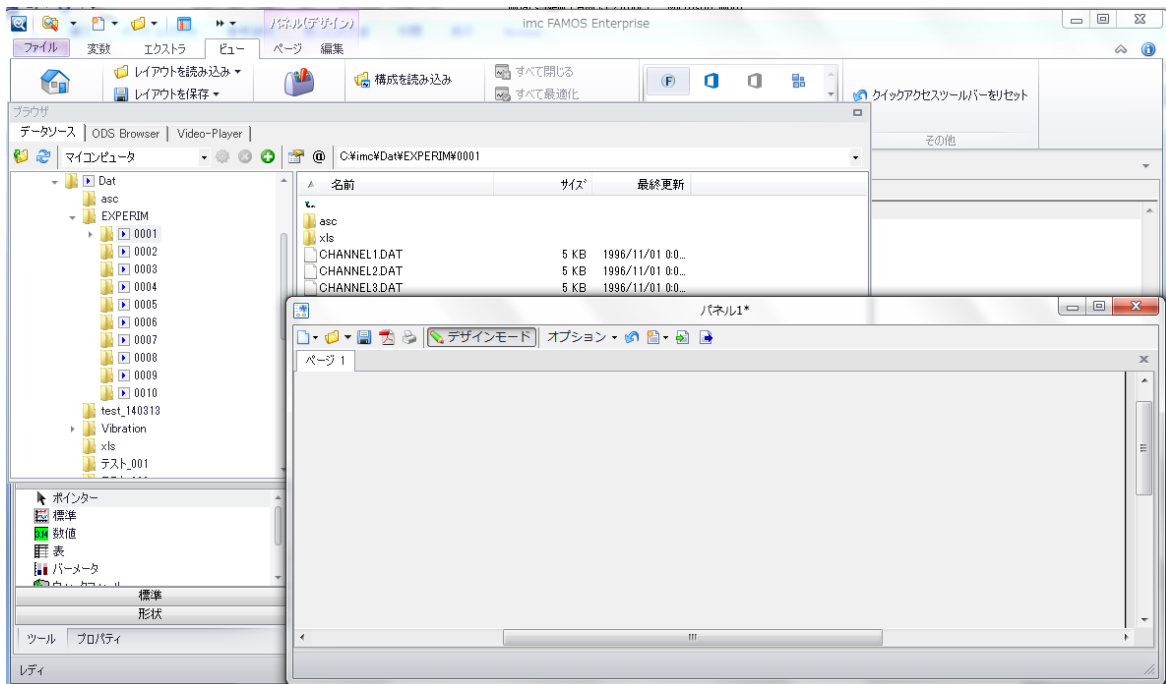 パネル(デザイン)
imc FAMOS Enterprise
ファイル 変数 エクストラ ビュー ページ 編集
レイアウトを読み込み
レイアウトを保存
構成を読み込み
すべて閉じる
すべて最適化
クイックアクセスツールバーをリセット
その他
ブラウザ
データソース ODS Browser Video-Player
マイコンピュータ
C:¥imc¥Dat¥EXPERIM¥0001
Dat
asc
EXPERIM
0001
0002
0003
0004
0005
0006
0007
0008
0009
0010
test_140313
Vibration
xls
テスト_001
名前 サイズ 最終更新
asc
xls
CHANNEL1.DAT 5 KB 1996/11/01 0:0...
CHANNEL2.DAT 5 KB 1996/11/01 0:0...
CHANNEL3.DAT 5 KB 1996/11/01 0:0...
パネル1*
デザインモード オプション
ページ 1
ポインター
標準
数値
表
バーメータ
標準
形状
ツール プロパティ
レディ